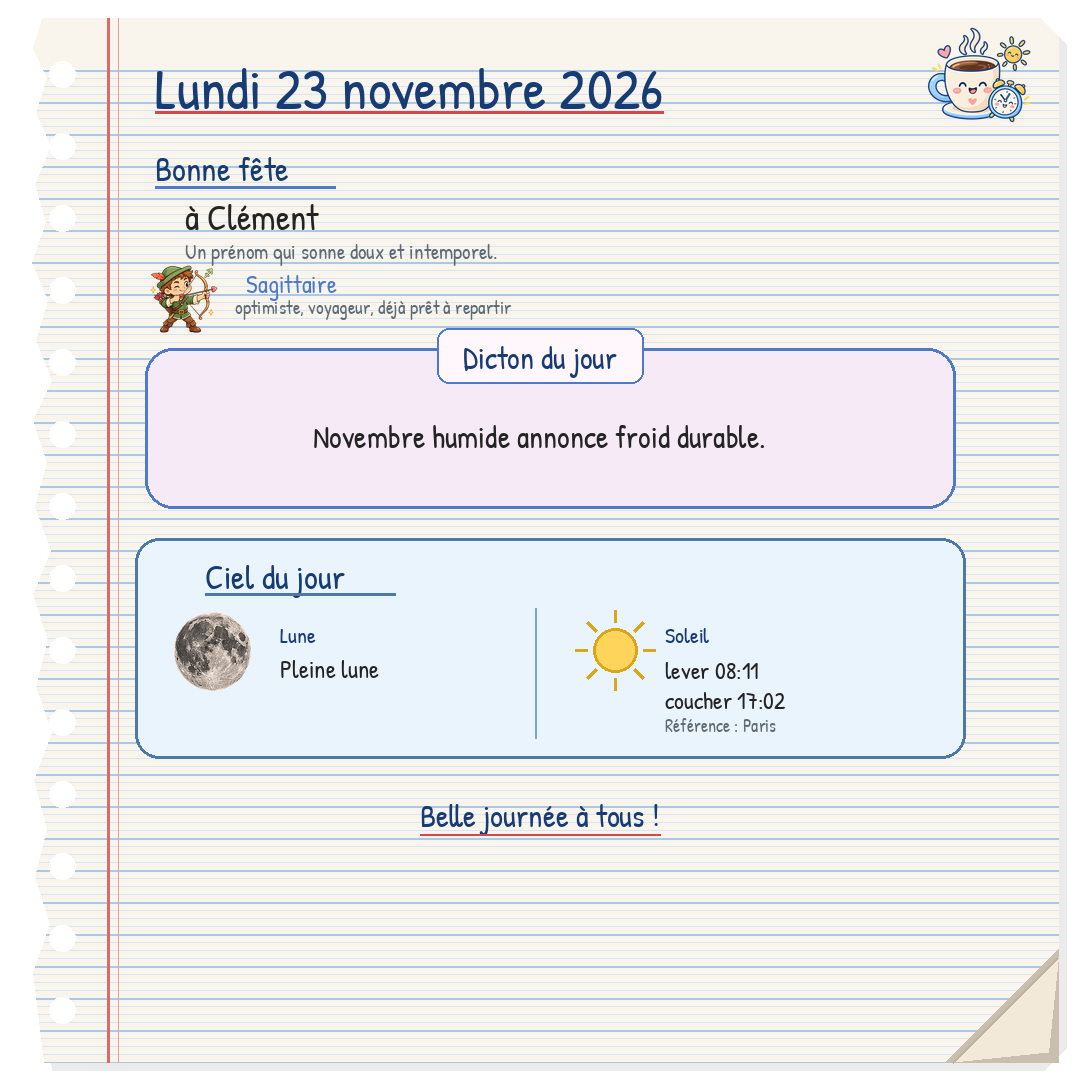 Lundi 23 novembre 2026
Bonne fête
à Clément
Un prénom qui sonne doux et intemporel.
Sagittaire
optimiste, voyageur, déjà prêt à repartir
Dicton du jour
Novembre humide annonce froid durable.
Ciel du jour
Lune
Pleine lune
Soleil
lever 08:11
coucher 17:02
Référence : Paris
Belle journée à tous !